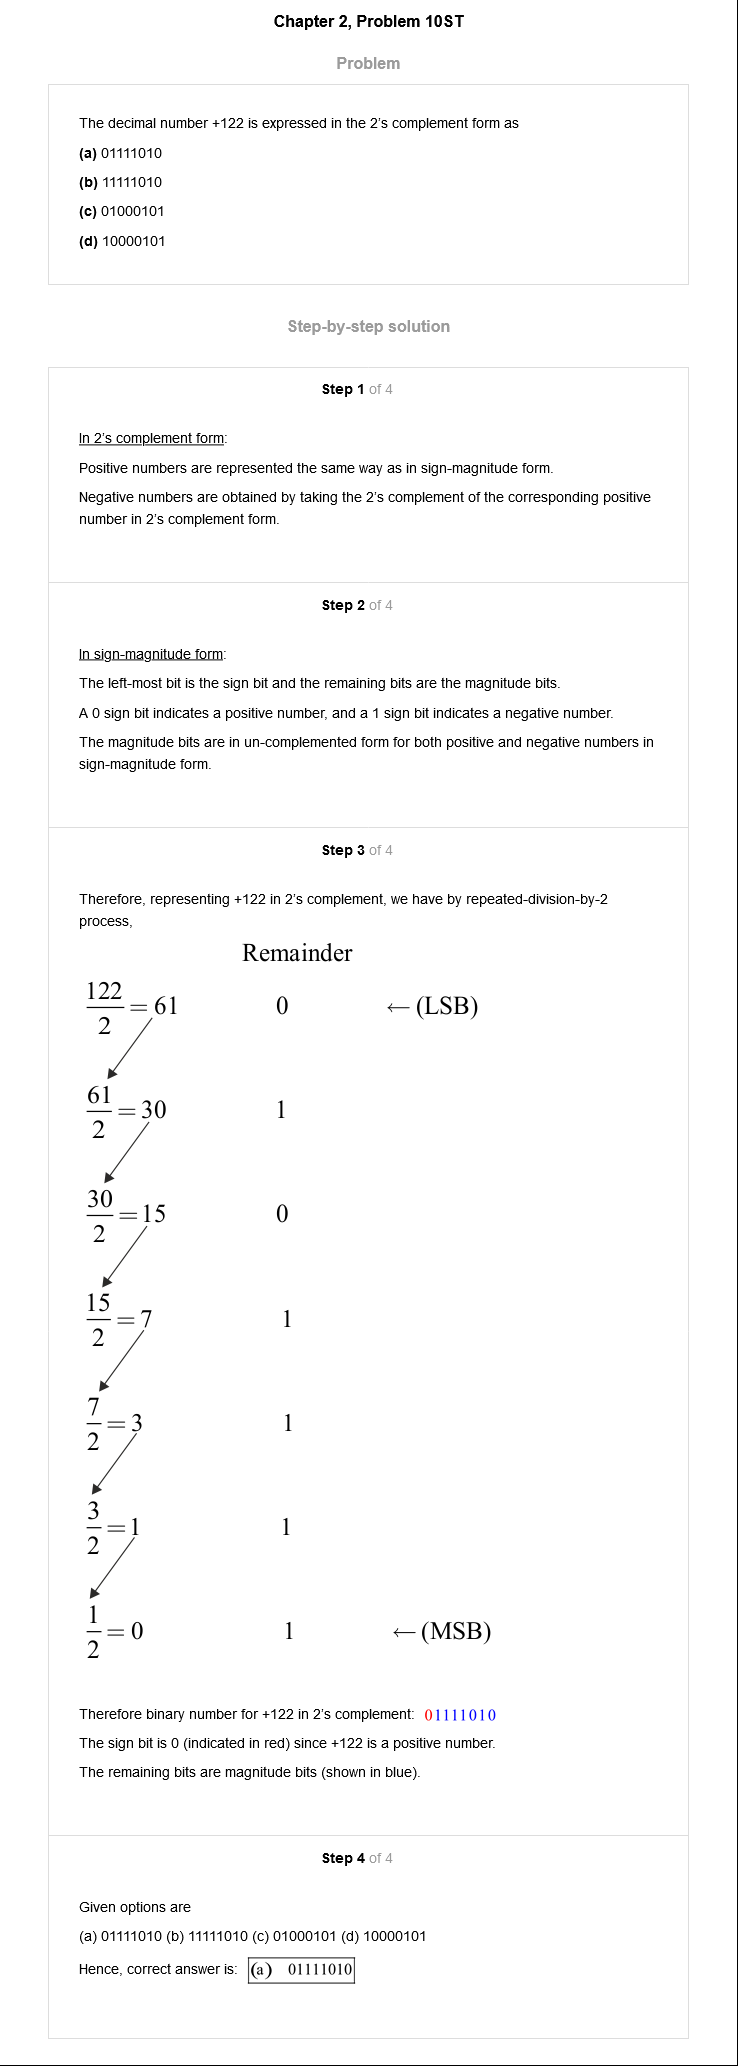 Chapter 2, Problem 10ST
Problem
The decimal number +122 is expressed in the 2’s complement form as
(a) 01111010
(b) 11111010
(c) 01000101
(d) 10000101
Step-by-step solution
Step 1 of 4
In 2’s complement form:
Positive numbers are represented the same way as in sign-magnitude form.
Negative numbers are obtained by taking the 2’s complement of the corresponding positive
number in 2’s complement form.
Step 2 of 4
In sign-magnitude form:
The left-most bit is the sign bit and the remaining bits are the magnitude bits.
A 0 sign bit indicates a positive number, and a 1 sign bit indicates a negative number.
The magnitude bits are in un-complemented form for both positive and negative numbers in
sign-magnitude form.
Step 3 of 4
Therefore, representing +122 in 2’s complement, we have by repeated-division-by-2
process,
Remainder
122/2 = 61 0 ← (LSB)
61/2 = 30 1
30/2 = 15 0
15/2 = 7 1
7/2 = 3 1
3/2 = 1 1
1/2 = 0 1 ← (MSB)
Therefore binary number for +122 in 2’s complement: 01111010
The sign bit is 0 (indicated in red) since +122 is a positive number.
The remaining bits are magnitude bits (shown in blue).
Step 4 of 4
Given options are
(a) 01111010 (b) 11111010 (c) 01000101 (d) 10000101
Hence, correct answer is: (a) 01111010